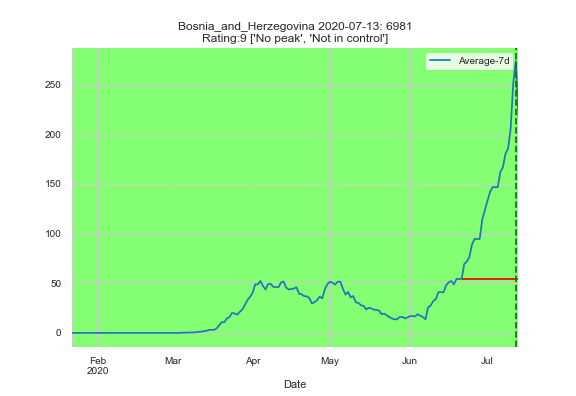 Bosnia_and_Herzegovina 2020-07-13: 6981
Rating:9 ['No peak', 'Not in control']
Average-7d
250
200
150
100
50
0
Feb
2020
Mar
Apr
May
Jun
Jul
Date